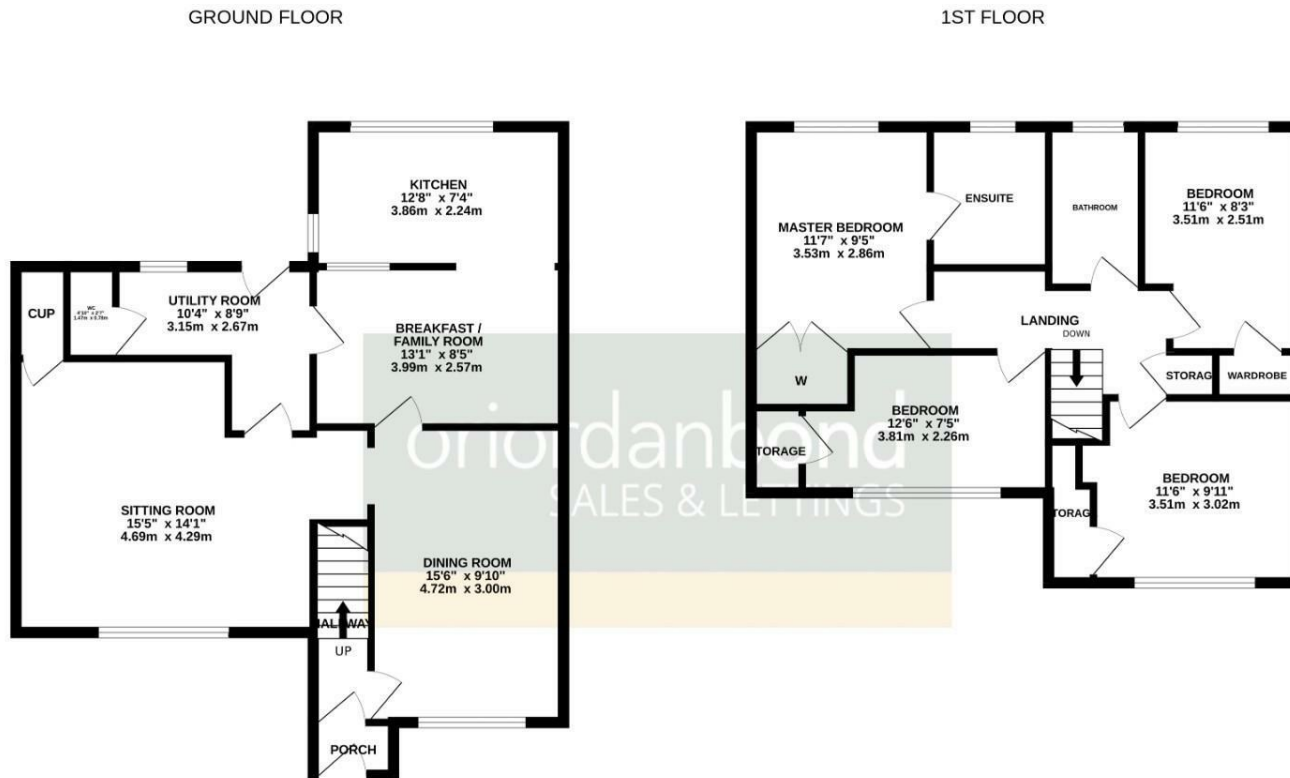 GROUND FLOOR
1ST FLOOR
KITCHEN
12'8" x 7'4"
3.86m x 2.24m
CUP
WC
UTILITY ROOM
10'4" x 8'9"
3.15m x 2.67m
BREAKFAST /
FAMILY ROOM
13'1" x 8'5"
3.99m x 2.57m
SITTING ROOM
15'5" x 14'1"
4.69m x 4.29m
DINING ROOM
15'6" x 9'10"
4.72m x 3.00m
HALLWAY
UP
PORCH
MASTER BEDROOM
11'7" x 9'5"
3.53m x 2.86m
ENSUITE
BATHROOM
BEDROOM
11'6" x 8'3"
3.51m x 2.51m
LANDING
DOWN
W
STORAG
WARDROBE
BEDROOM
12'6" x 7'5"
3.81m x 2.26m
TORAGE
BEDROOM
11'6" x 9'11"
3.51m x 3.02m
TORAG
oriordanbond
SALES & LETTINGS